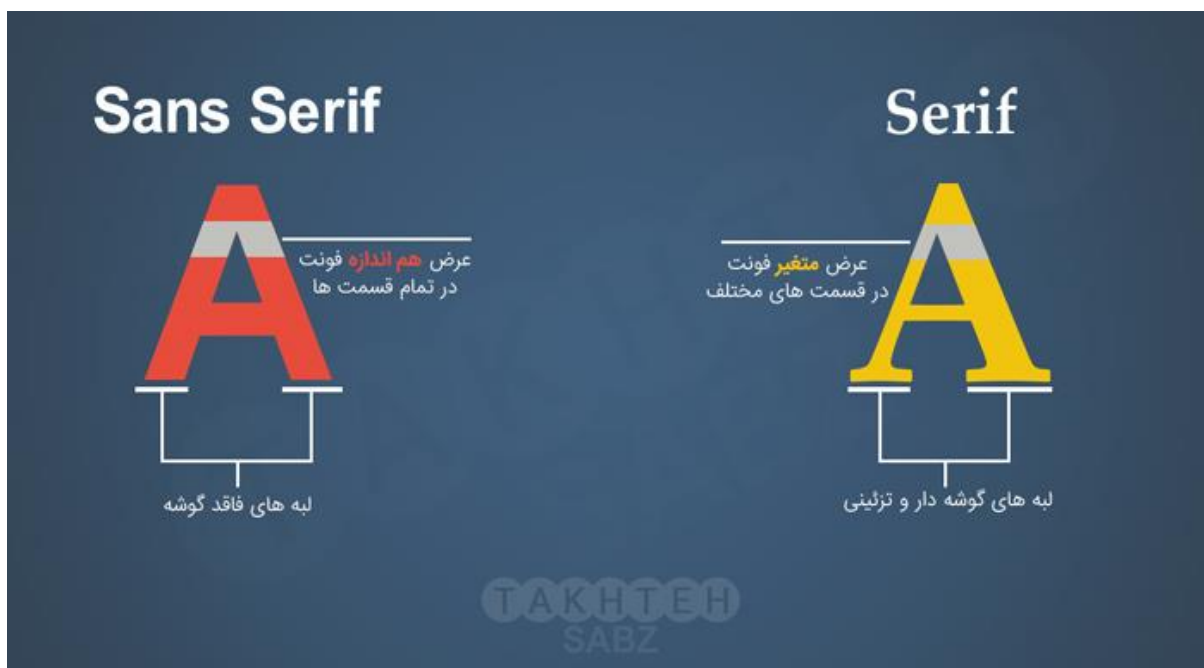 Sans Serif
Serif
A
عرض هم اندازه فونت
در تمام قسمت ها
A
عرض متغیر فونت
در قسمت های مختلف
لبه های فاقد گوشه
لبه های گوشه دار و تزئینی
TAKHTEH
SABZ